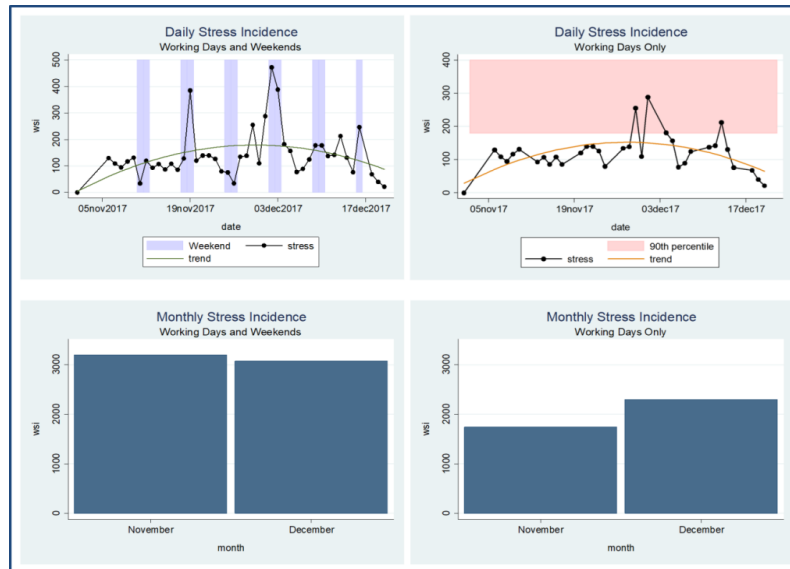 Daily Stress Incidence
Working Days and Weekends
500
400
300
200
100
0
wsi
05nov2017 19nov2017 03dec2017 17dec2017
date
Weekend stress
trend
Daily Stress Incidence
Working Days Only
400
300
200
100
0
wsi
05nov17 19nov17 03dec17 17dec17
date
90th percentile
stress trend
Monthly Stress Incidence
Working Days and Weekends
3000
2000
1000
0
wsi
November December
month
Monthly Stress Incidence
Working Days Only
3000
2000
1000
0
wsi
November December
month